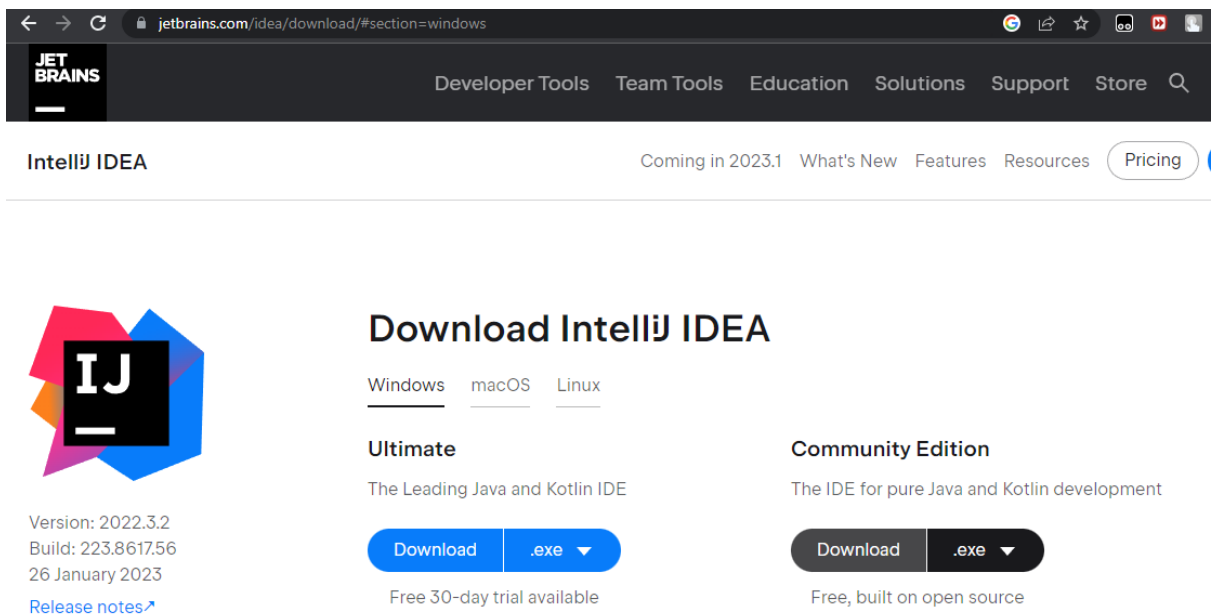 jetbrains.com/idea/download/#section=windows
JET
BRAINS
Developer Tools Team Tools Education Solutions Support Store
IntelliJ IDEA
Coming in 2023.1 What's New Features Resources Pricing
IJ
Download IntelliJ IDEA
Windows macOS Linux
Ultimate
Community Edition
The Leading Java and Kotlin IDE
The IDE for pure Java and Kotlin development
Version: 2022.3.2
Build: 223.8617.56
26 January 2023
Release notes↗
Download .exe
Download .exe
Free 30-day trial available
Free, built on open source